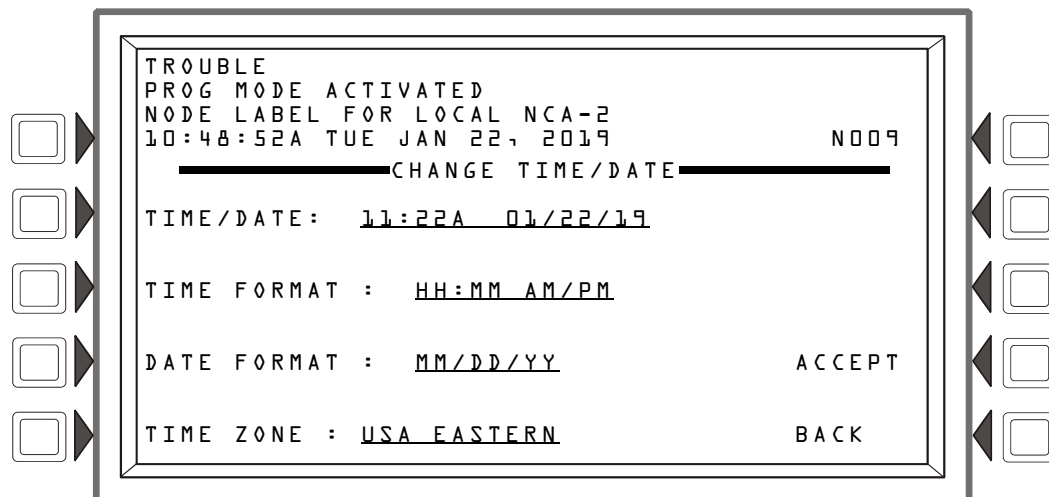 TROUBLE
PROG MODE ACTIVATED
NODE LABEL FOR LOCAL NCA-2
10:48:52A TUE JAN 22, 2019 N009
CHANGE TIME/DATE
TIME/DATE: 11:22A 01/22/19
TIME FORMAT : HH:MM AM/PM
DATE FORMAT : MM/DD/YY ACCEPT
TIME ZONE : USA EASTERN BACK